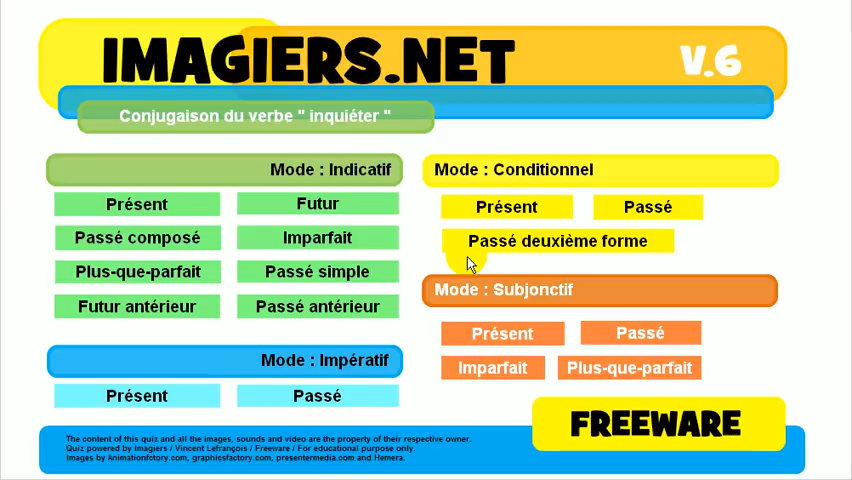 IMAGIERS.NET
V.6
Conjugaison du verbe " inquiéter "
Mode : Indicatif
Présent
Futur
Passé composé
Imparfait
Plus-que-parfait
Passé simple
Futur antérieur
Passé antérieur
Mode : Impératif
Présent
Passé
Mode : Conditionnel
Présent
Passé
Passé deuxième forme
Mode : Subjonctif
Présent
Passé
Imparfait
Plus-que-parfait
FREEWARE
The content of this quiz and all the images, sounds and video are the property of their respective owner.
Quiz powered by Imagiers / Vincent Lefrançois / Freeware / For educational purpose only.
Images by Animationfctory.com, graphicsfactory.com, presentermedia.com and Hemera.